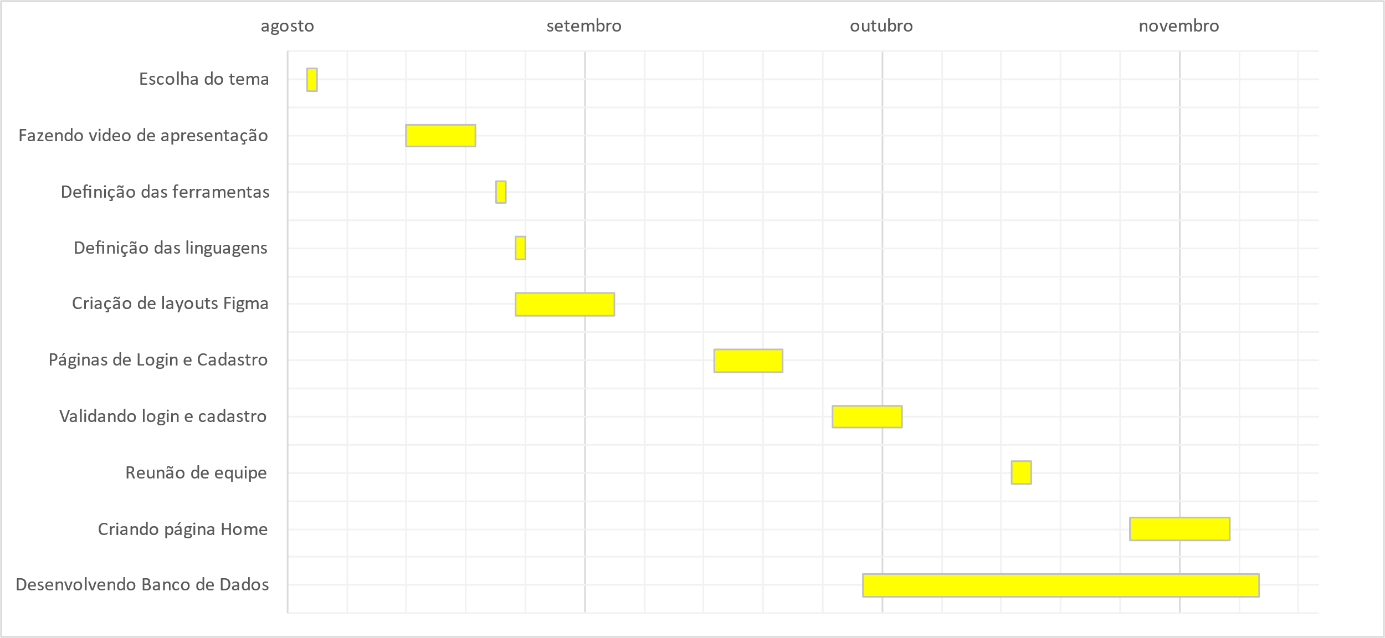 agosto setembro outubro novembro
Escolha do tema
Fazendo video de apresentação
Definição das ferramentas
Definição das linguagens
Criação de layouts Figma
Páginas de Login e Cadastro
Validando login e cadastro
Reunão de equipe
Criando página Home
Desenvolvendo Banco de Dados